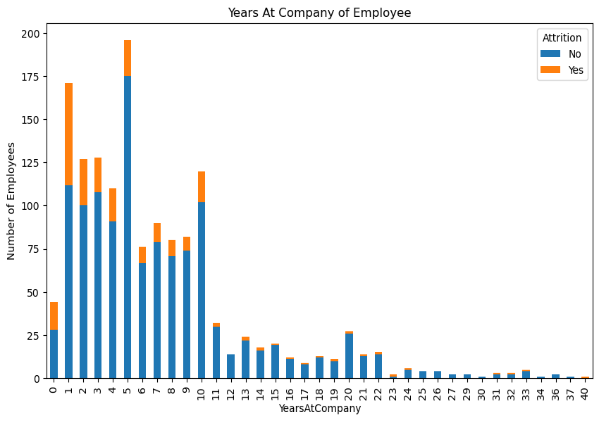 Years At Company of Employee
Attrition
No
Yes
Number of Employees
200
175
150
125
100
75
50
25
0
0 1 2 3 4 5 6 7 8 9 10 11 12 13 14 15 16 17 18 19 20 21 22 23 24 25 26 27 29 30 31 32 33 34 36 37 40
YearsAtCompany